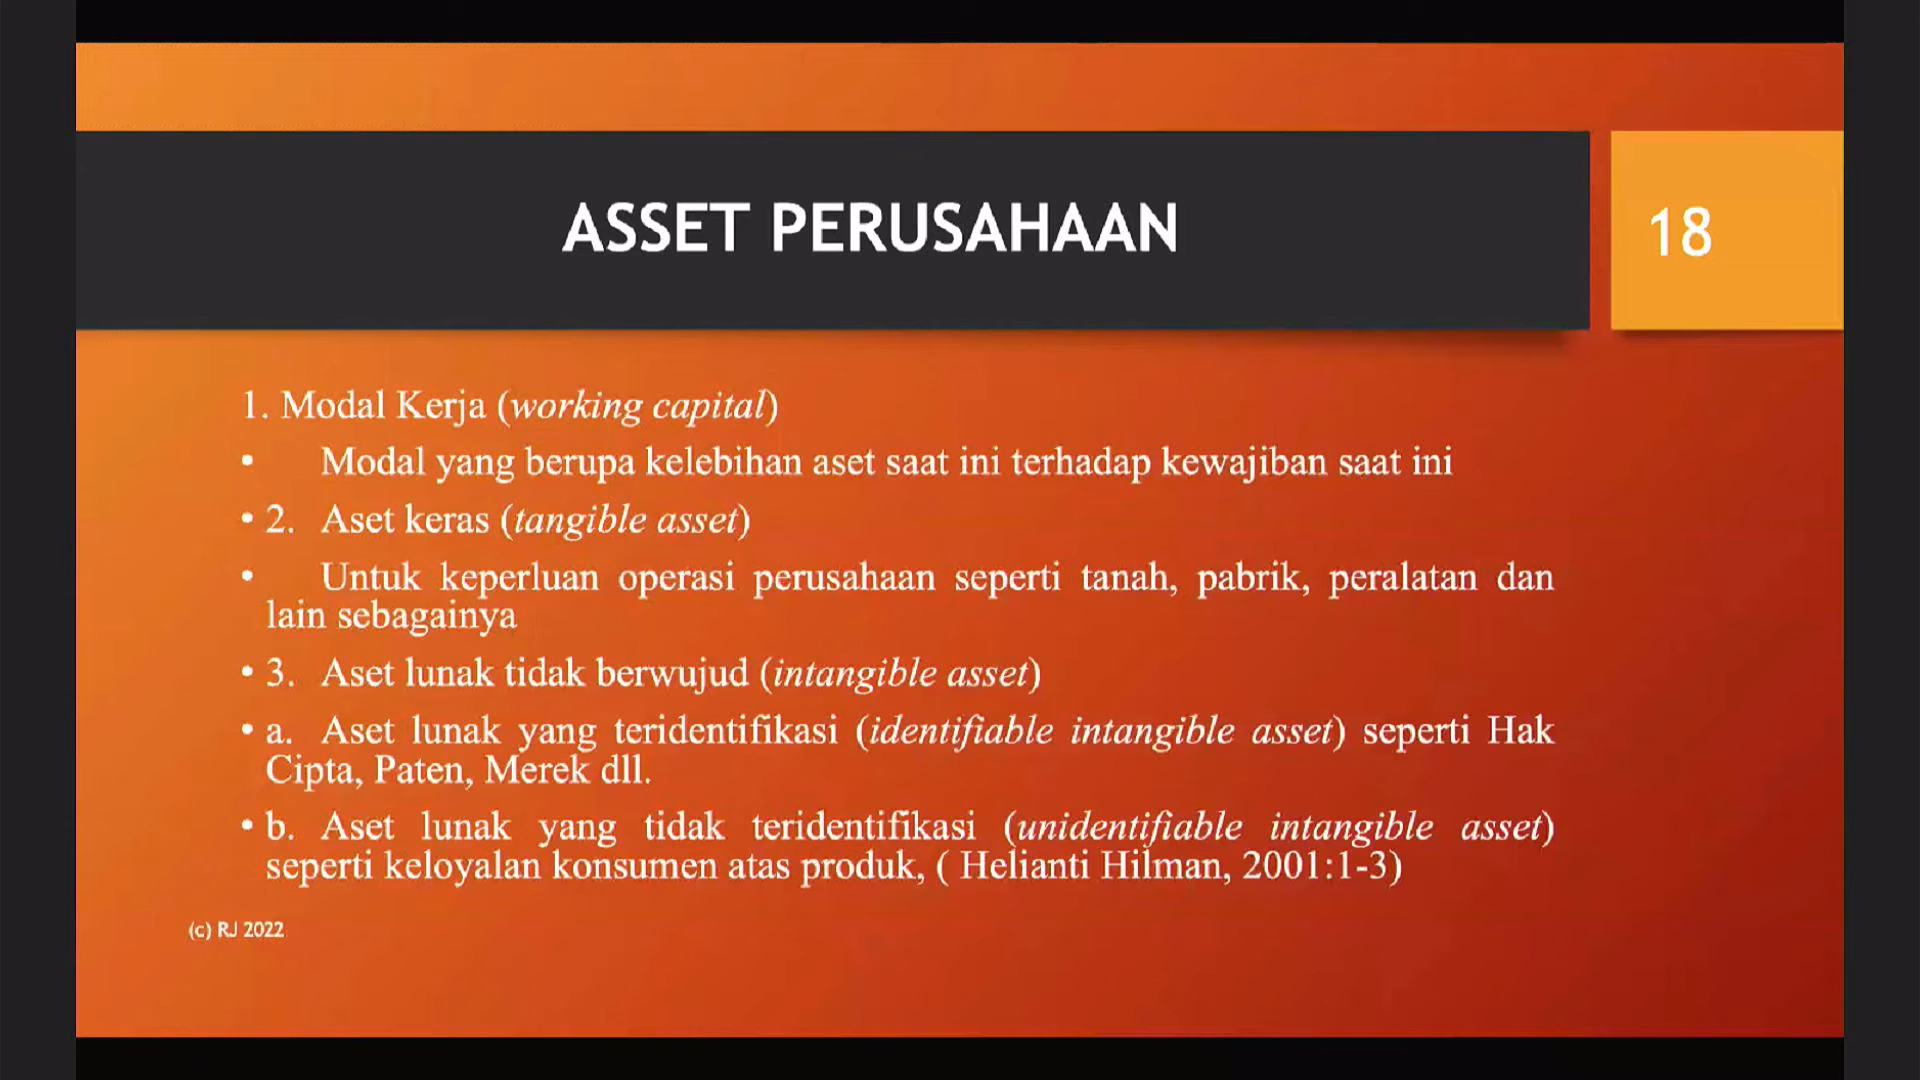 ASSET PERUSAHAAN
18
1. Modal Kerja (working capital)
• Modal yang berupa kelebihan aset saat ini terhadap kewajiban saat ini
• 2. Aset keras (tangible asset)
• Untuk keperluan operasi perusahaan seperti tanah, pabrik, peralatan dan
lain sebagainya
• 3. Aset lunak tidak berwujud (intangible asset)
• a. Aset lunak yang teridentifikasi (identifiable intangible asset) seperti Hak
Cipta, Paten, Merek dll.
• b. Aset lunak yang tidak teridentifikasi (unidentifiable intangible asset)
seperti keloyalan konsumen atas produk, ( Helianti Hilman, 2001:1-3)
(c) RJ 2022